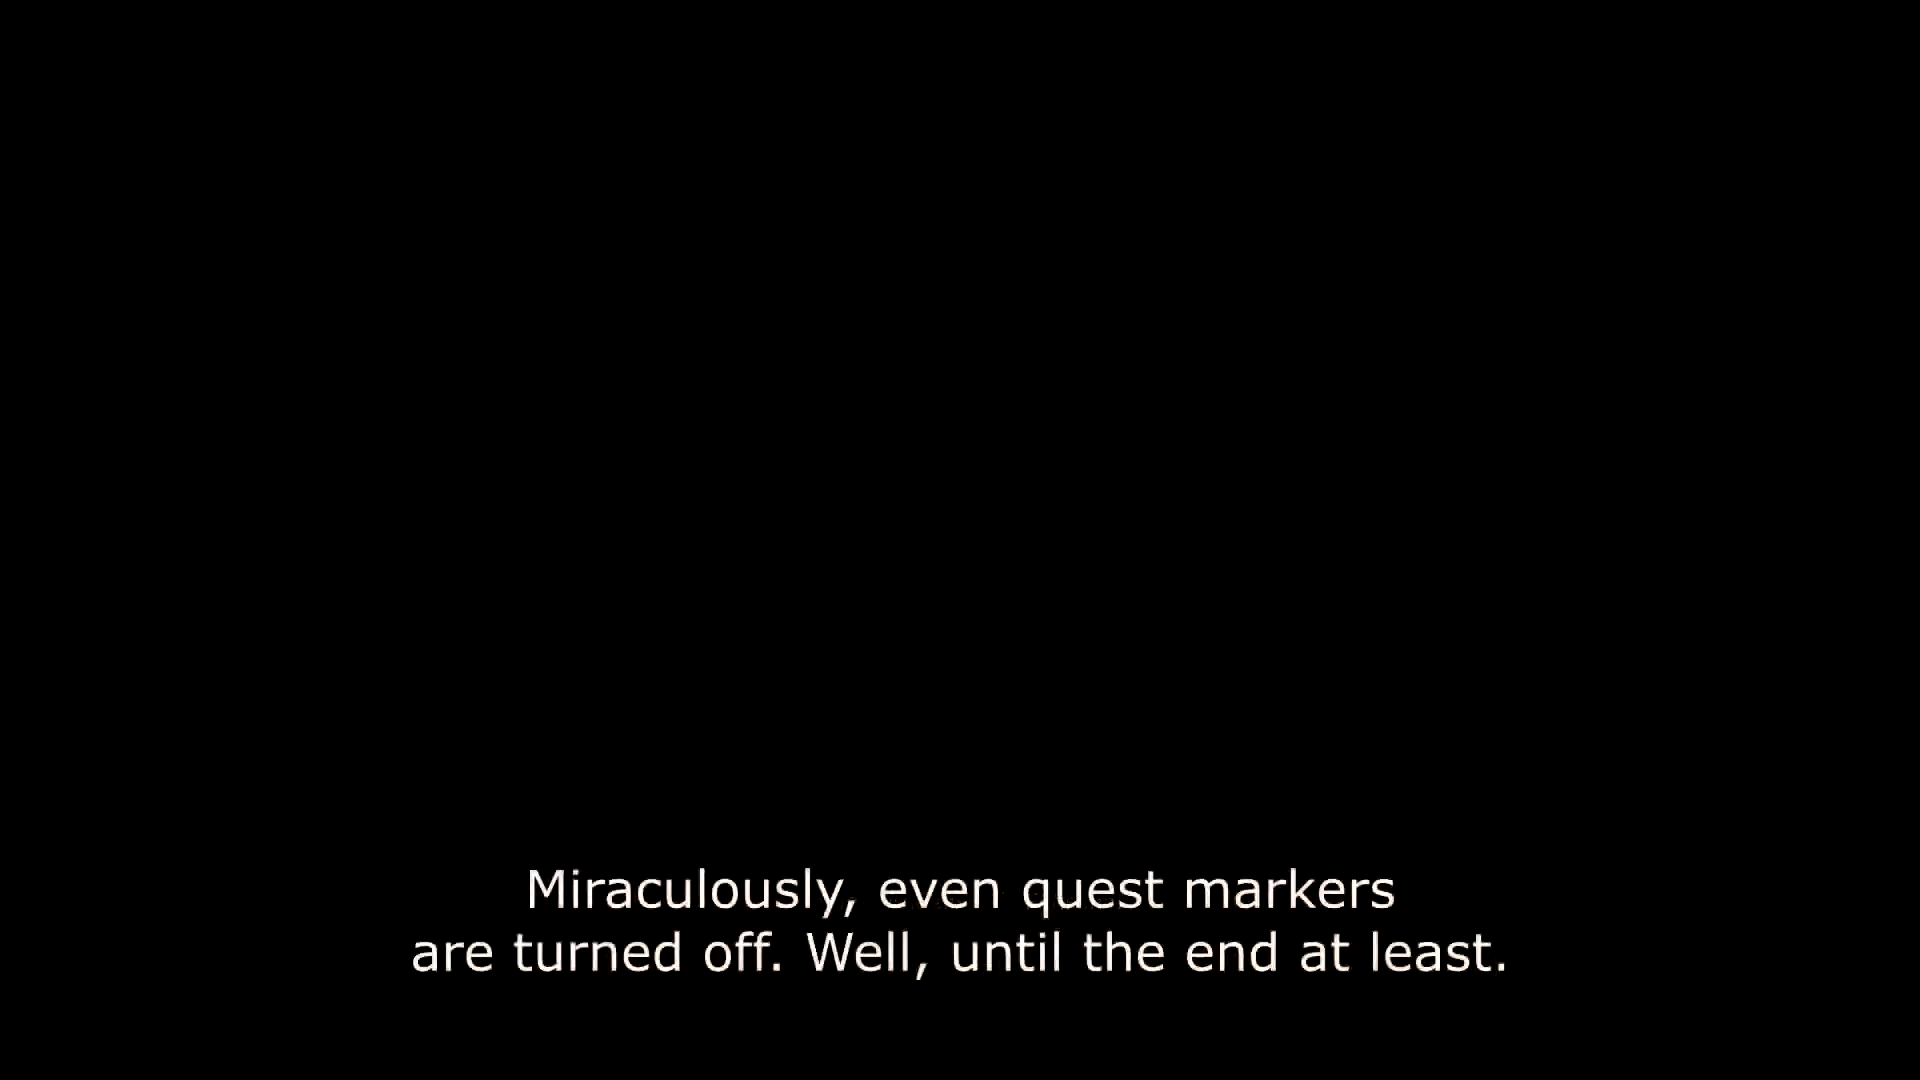 Miraculously, even quest markers
are turned off. Well, until the end at least.